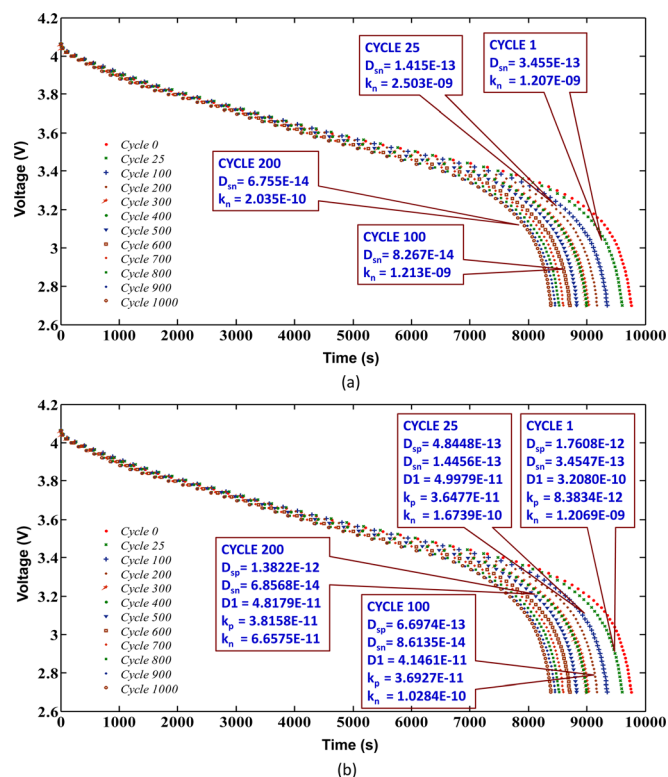 4.2
4
3.8
3.6
3.4
3.2
3
2.8
2.6
Voltage (V)
CYCLE 25
Dsn = 1.415E-13
kn = 2.503E-09
CYCLE 1
Dsn = 3.455E-13
kn = 1.207E-09
CYCLE 200
Dsn = 6.755E-14
kn = 2.035E-10
CYCLE 100
Dsn = 8.267E-14
kn = 1.213E-09
Cycle 0
Cycle 25
Cycle 100
Cycle 200
Cycle 300
Cycle 400
Cycle 500
Cycle 600
Cycle 700
Cycle 800
Cycle 900
Cycle 1000
0 1000 2000 3000 4000 5000 6000 7000 8000 9000 10000
Time (s)
(a)
4.2
4
3.8
3.6
3.4
3.2
3
2.8
2.6
Voltage (V)
CYCLE 25
Dsp= 4.8448E-13
Dsn= 1.4456E-13
D1 = 4.9979E-11
kp = 3.6477E-11
kn = 1.6739E-10
CYCLE 1
Dsp= 1.7608E-12
Dsn= 3.4547E-13
D1 = 3.2080E-10
kp = 8.3834E-12
kn = 1.2069E-09
CYCLE 200
Dsp= 1.3822E-12
Dsn= 6.8568E-14
D1 = 4.8179E-11
kp = 3.8158E-11
kn = 6.6575E-11
CYCLE 100
Dsp= 6.6974E-13
Dsn= 8.6135E-14
D1 = 4.1461E-11
kp = 3.6927E-11
kn = 1.0284E-10
Cycle 0
Cycle 25
Cycle 100
Cycle 200
Cycle 300
Cycle 400
Cycle 500
Cycle 600
Cycle 700
Cycle 800
Cycle 900
Cycle 1000
0 1000 2000 3000 4000 5000 6000 7000 8000 9000 10000
Time (s)
(b)